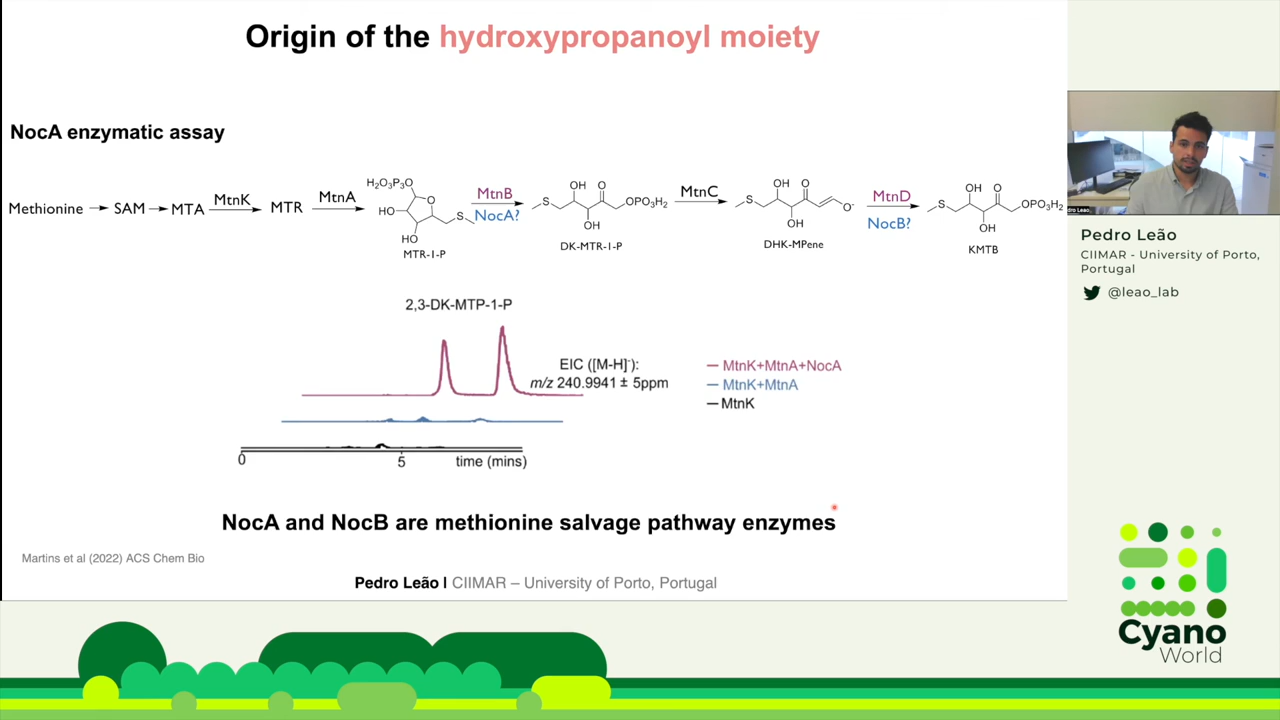 Origin of the hydroxypropanoyl moiety
NocA enzymatic assay
Methionine
SAM
MTA
MtnK
MTR
MtnA
H₂O₃P³O
O
HO
S
HO
MTR-1-P
MtnB
NocA?
OH O
S
OPO₃H₂
OH
DK-MTR-1-P
MtnC
OH O
S
O⁻
OH
DHK-MPene
MtnD
NocB?
OH O
S
OPO₃H₂
OH
KMTB
2,3-DK-MTP-1-P
EIC ([M-H]⁻):
m/z 240.9941 ± 5ppm
MtnK+MtnA+NocA
MtnK+MtnA
MtnK
0
5
time (mins)
NocA and NocB are methionine salvage pathway enzymes
Martins et al (2022) ACS Chem Bio
Pedro Leão I CIIMAR – University of Porto, Portugal
Pedro Leão
CIIMAR - University of Porto,
Portugal
@leao_lab
Cyano
World